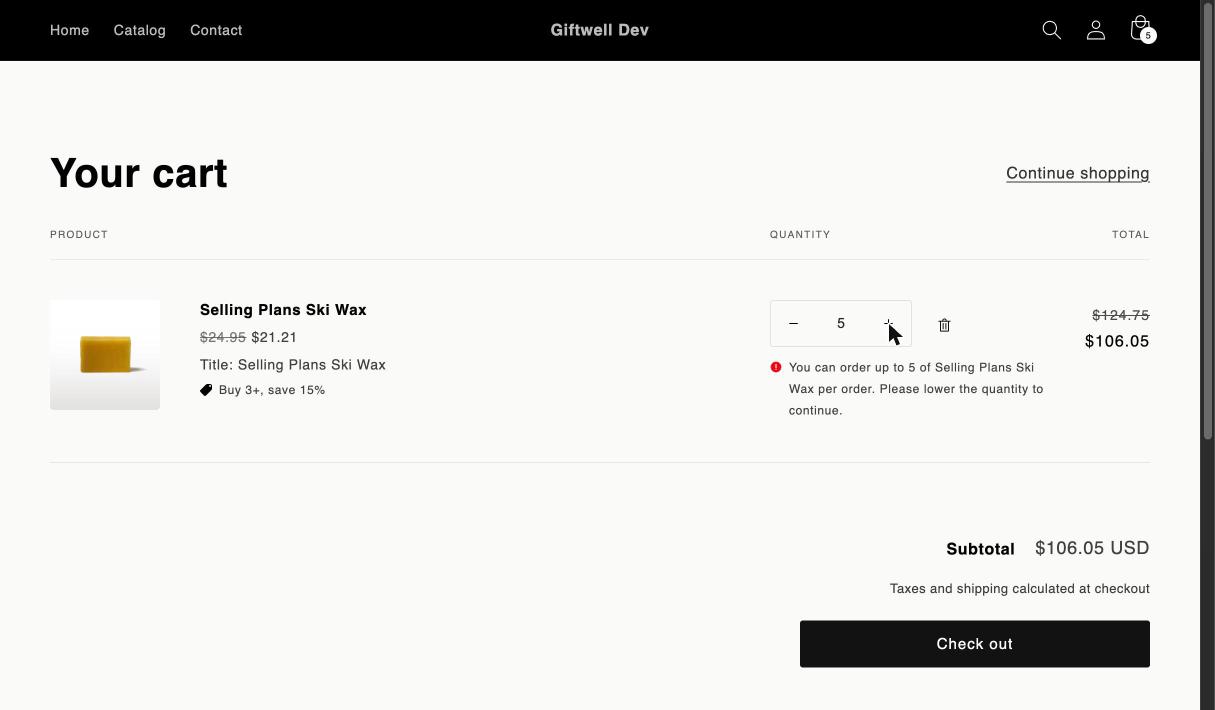 Home Catalog Contact
Giftwell Dev
5
Your cart
Continue shopping
PRODUCT
QUANTITY
TOTAL
Selling Plans Ski Wax
$24.95 $21.21
Title: Selling Plans Ski Wax
Buy 3+, save 15%
5
You can order up to 5 of Selling Plans Ski
Wax per order. Please lower the quantity to
continue.
$124.75
$106.05
Subtotal $106.05 USD
Taxes and shipping calculated at checkout
Check out